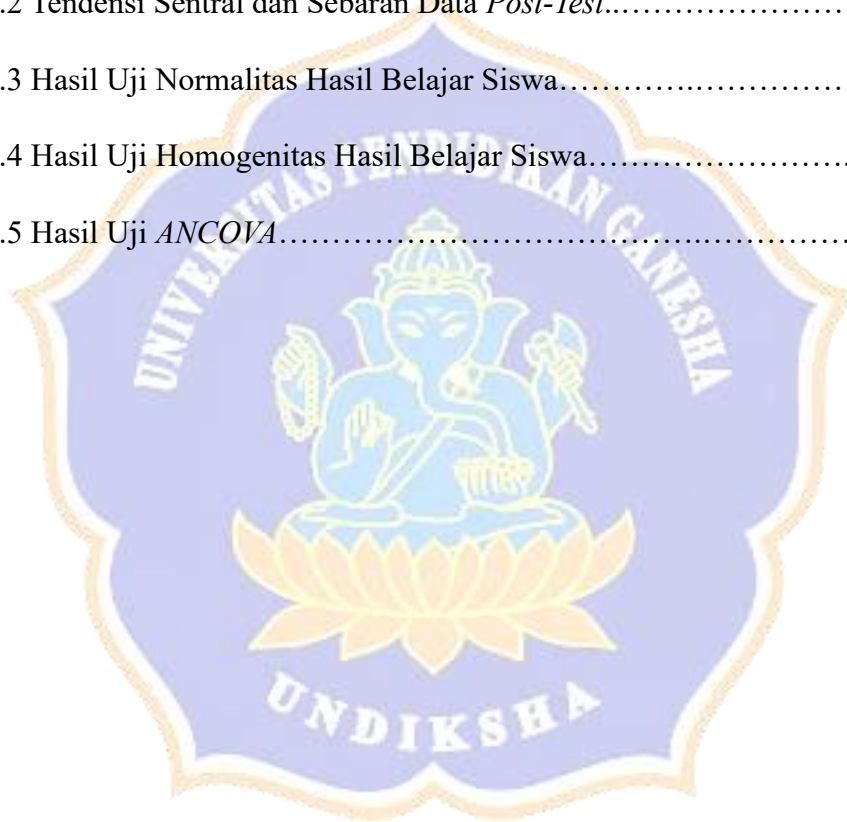 .2 Tendensi Sentral dan Sebaran Data Post-Test..…………………
.3 Hasil Uji Normalitas Hasil Belajar Siswa………….……………
.4 Hasil Uji Homogenitas Hasil Belajar Siswa…………………….
.5 Hasil Uji ANCOVA…………………………………….……………
UNIVERSITAS PENDIDIKAN GANESHA
UNDIKSHA